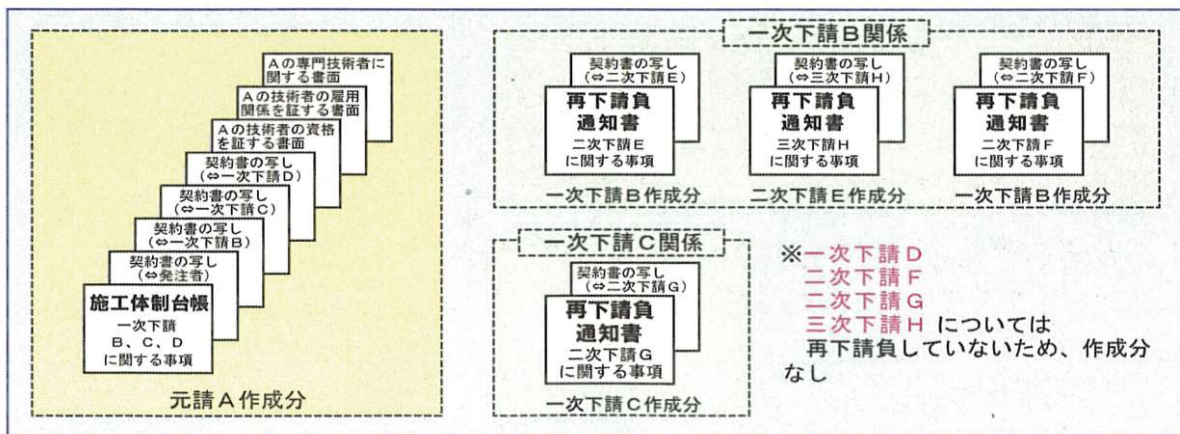 Aの専門技術者に
関する書面
Aの技術者の雇用
関係を証する書面
Aの技術者の資格
を証する書面
契約書の写し
(⇔一次下請D)
契約書の写し
(⇔一次下請C)
契約書の写し
(⇔一次下請B)
契約書の写し
(⇔発注者)
施工体制台帳
一次下請
B、C、D
に関する事項
元請A作成分
一次下請B関係
契約書の写し
(⇔二次下請E)
再下請負
通知書
二次下請E
に関する事項
一次下請B作成分
契約書の写し
(⇔三次下請H)
再下請負
通知書
三次下請H
に関する事項
二次下請E作成分
契約書の写し
(⇔二次下請F)
再下請負
通知書
二次下請F
に関する事項
一次下請B作成分
一次下請C関係
契約書の写し
(⇔二次下請G)
再下請負
通知書
二次下請G
に関する事項
一次下請C作成分
※一次下請D
二次下請F
二次下請G
三次下請H については
再下請負していないため、作成分
なし